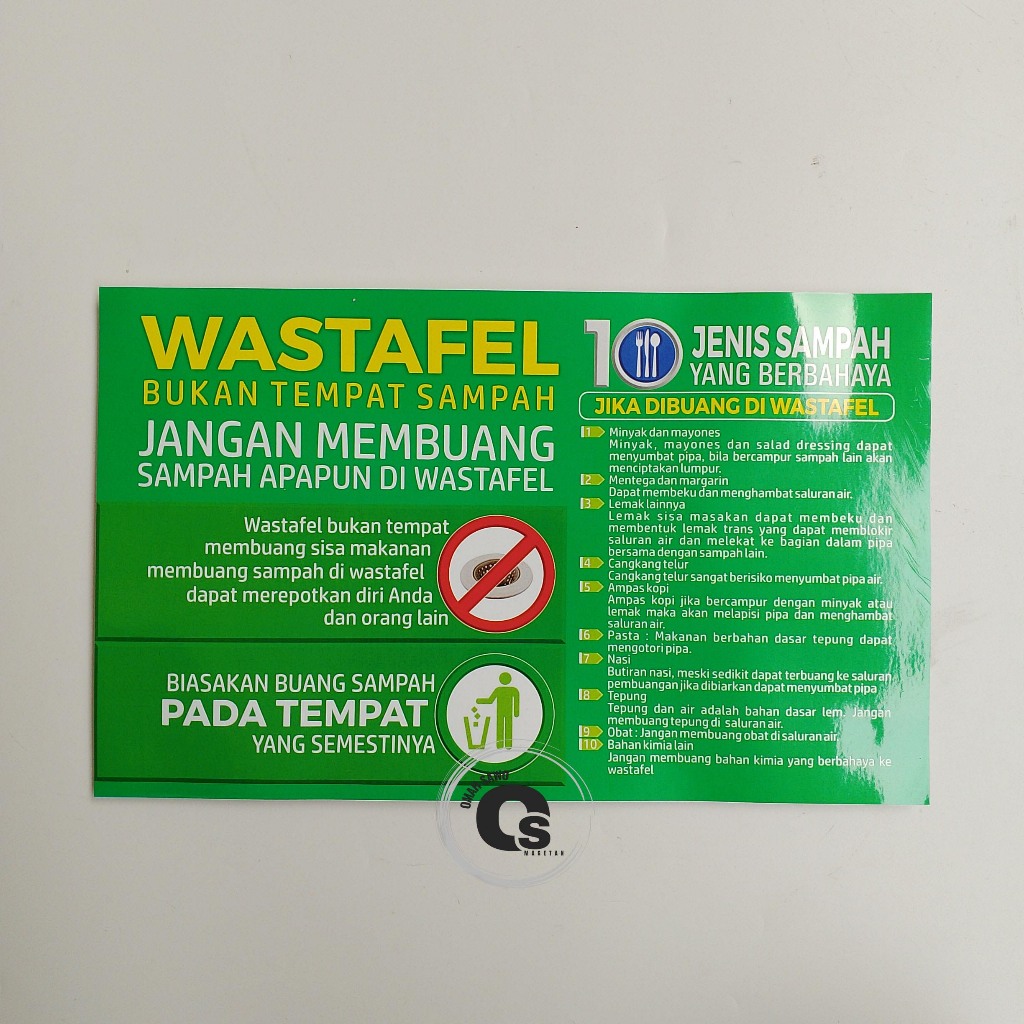 WASTAFEL
BUKAN TEMPAT SAMPAH
JANGAN MEMBUANG
SAMPAH APAPUN DI WASTAFEL
Wastafel bukan tempat
membuang sisa makanan
membuang sampah di wastafel
dapat merepotkan diri Anda
dan orang lain
BIASAKAN BUANG SAMPAH
PADA TEMPAT
YANG SEMESTINYA
10 JENIS SAMPAH
YANG BERBAHAYA
JIKA DIBUANG DI WASTAFEL
1 Minyak dan mayones
Minyak, mayones dan salad dressing dapat
menyumbat pipa, bila bercampur sampah lain akan
menciptakan lumpur.
2 Mentega dan margarin
Dapat membeku dan menghambat saluran air.
3 Lemak lainnya
Lemak sisa masakan dapat membeku dan
membentuk lemak trans yang dapat memblokir
saluran air dan melekat ke bagian dalam pipa
bersama dengan sampah lain.
4 Cangkang telur
Cangkang telur sangat berisiko menyumbat pipa air.
5 Ampas kopi
Ampas kopi jika bercampur dengan minyak atau
lemak maka akan melapisi pipa dan menghambat
saluran air.
6 Pasta : Makanan berbahan dasar tepung dapat
mengotori pipa.
7 Nasi
Butiran nasi, meski sedikit dapat terbuang ke saluran
pembuangan jika dibiarkan dapat menyumbat pipa
8 Tepung
Tepung dan air adalah bahan dasar lem. Jangan
membuang tepung di saluran air.
9 Obat : Jangan membuang obat di saluran air.
10 Bahan kimia lain
Jangan membuang bahan kimia yang berbahaya ke
wastafel
OMAH SAWO
OS
MAGETAN